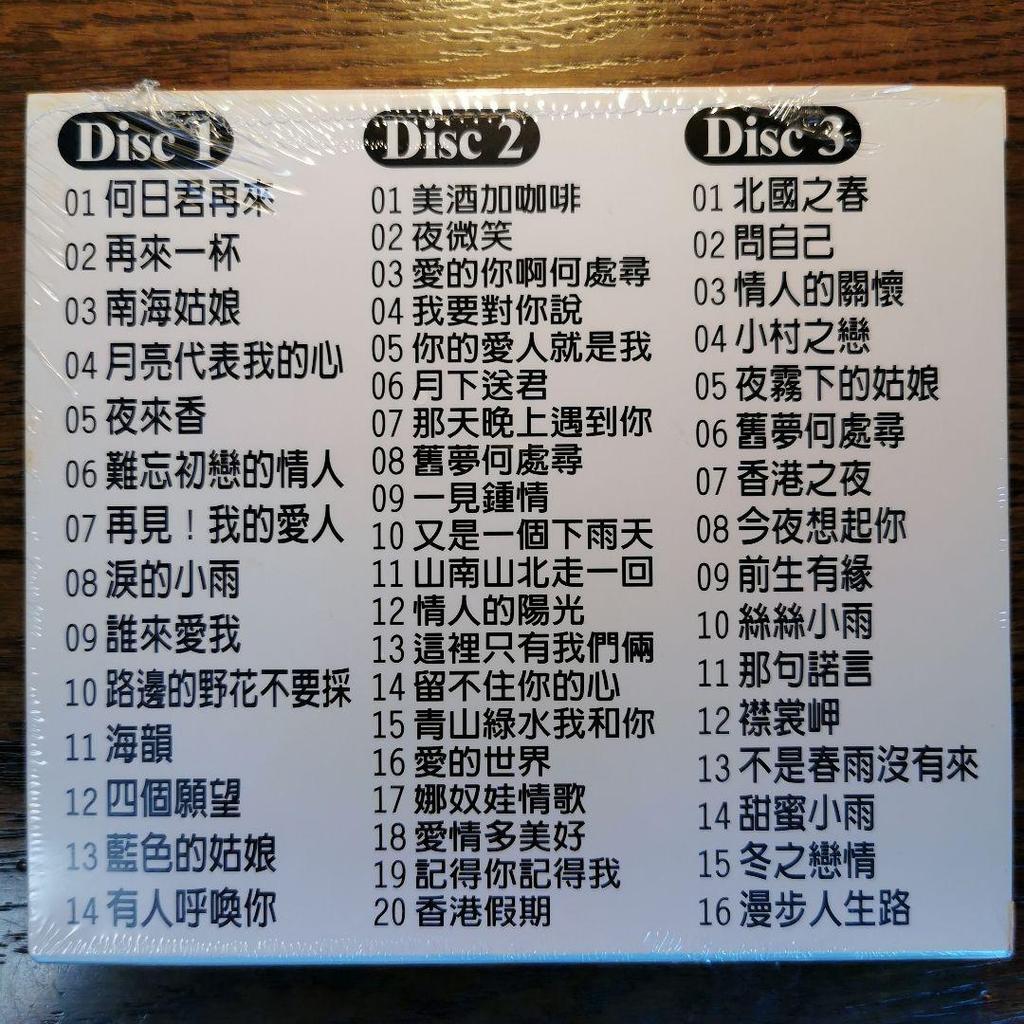 Disc 1
01 何日君再來
02 再來一杯
03 南海姑娘
04 月亮代表我的心
05 夜來香
06 難忘初戀的情人
07 再見！我的愛人
08 淚的小雨
09 誰來愛我
10 路邊的野花不要採
11 海韻
12 四個願望
13 藍色的姑娘
14 有人呼喚你
Disc 2
01 美酒加咖啡
02 夜微笑
03 愛的你啊何處尋
04 我要對你說
05 你的愛人就是我
06 月下送君
07 那天晚上遇到你
08 舊夢何處尋
09 一見鍾情
10 又是一個下雨天
11 山南山北走一回
12 情人的陽光
13 這裡只有我們倆
14 留不住你的心
15 青山綠水我和你
16 愛的世界
17 娜奴娃情歌
18 愛情多美好
19 記得你記得我
20 香港假期
Disc 3
01 北國之春
02 問自己
03 情人的關懷
04 小村之戀
05 夜霧下的姑娘
06 舊夢何處尋
07 香港之夜
08 今夜想起你
09 前生有緣
10 絲絲小雨
11 那句諾言
12 襟裳岬
13 不是春雨沒有來
14 甜蜜小雨
15 冬之戀情
16 漫步人生路